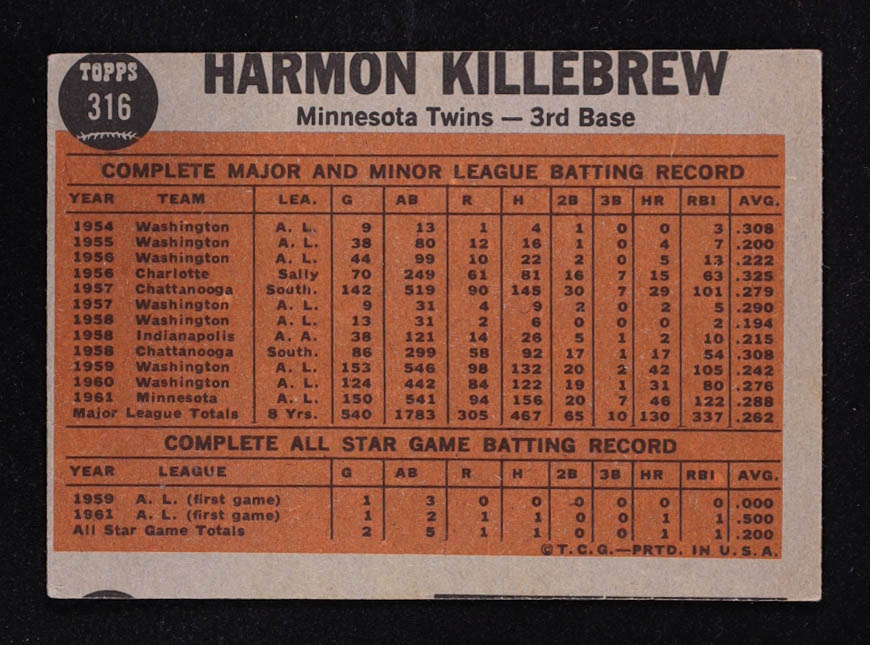 TOPPS
316
HARMON KILLEBREW
Minnesota Twins — 3rd Base
COMPLETE MAJOR AND MINOR LEAGUE BATTING RECORD
YEAR TEAM LEA. G AB R H 2B 3B HR RBI AVG.
1954 Washington A. L. 9 13 1 4 1 0 0 3 .308
1955 Washington A. L. 38 80 12 16 1 0 4 7 .200
1956 Washington A. L. 44 99 10 22 2 0 5 13 .222
1956 Charlotte Sally 70 249 61 81 16 7 15 63 .325
1957 Chattanooga South. 142 519 90 145 30 7 29 101 .279
1957 Washington A. L. 9 31 4 9 2 0 2 5 .290
1958 Washington A. L. 13 31 2 6 0 0 0 2 .194
1958 Indianapolis A. A. 38 121 14 26 5 1 2 10 .215
1958 Chattanooga South. 86 299 58 92 17 1 17 54 .308
1959 Washington A. L. 153 546 98 132 20 2 42 105 .242
1960 Washington A. L. 124 442 84 122 19 1 31 80 .276
1961 Minnesota A. L. 150 541 94 156 20 7 46 122 .288
Major League Totals 8 Yrs. 540 1783 305 467 65 10 130 337 .262
COMPLETE ALL STAR GAME BATTING RECORD
YEAR LEAGUE G AB R H 2B 3B HR RBI AVG.
1959 A. L. (first game) 1 3 0 0 0 0 0 0 .000
1961 A. L. (first game) 1 2 1 1 0 0 1 1 .500
All Star Game Totals 2 5 1 1 0 0 1 1 .200
©T.C.G.—PRTD. IN U.S.A.